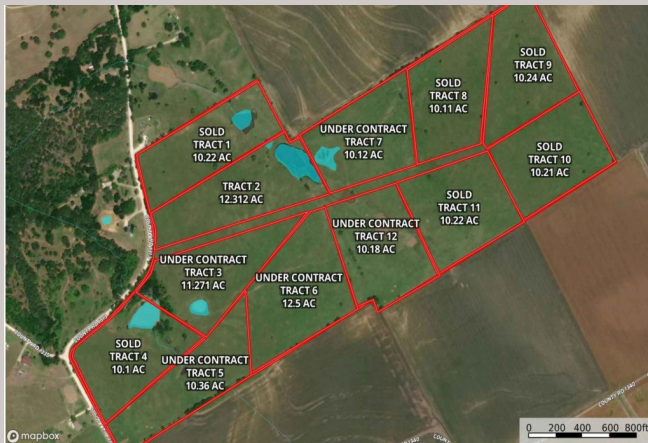 SOLD
TRACT 9
10.24 AC
SOLD
TRACT 8
10.11 AC
SOLD
TRACT 1
10.22 AC
UNDER CONTRACT
TRACT 7
10.12 AC
SOLD
TRACT 10
10.21 AC
TRACT 2
12.312 AC
SOLD
TRACT 11
10.22 AC
UNDER CONTRACT
TRACT 12
10.18 AC
UNDER CONTRACT
TRACT 3
11.271 AC
UNDER CONTRACT
TRACT 6
12.5 AC
SOLD
TRACT 4
10.1 AC
UNDER CONTRACT
TRACT 5
10.36 AC
COUNTY RD 1340
mapbox
0 200 400 600 800ft